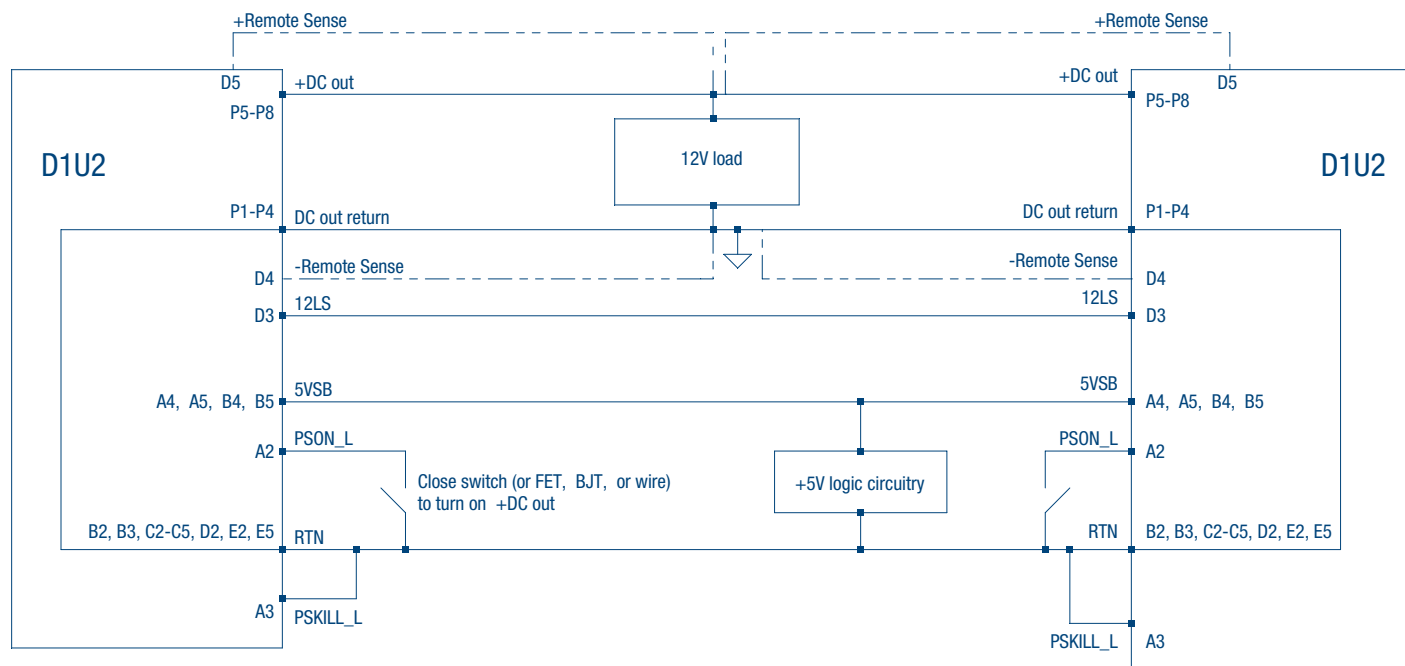 +Remote Sense
+Remote Sense
D5
+DC out
+DC out
D5
P5-P8
P5-P8
D1U2
12V load
D1U2
P1-P4
DC out return
DC out return
P1-P4
D4
-Remote Sense
-Remote Sense
D4
D3
12LS
12LS
D3
A4, A5, B4, B5
5VSB
5VSB
A4, A5, B4, B5
A2
PSON_L
PSON_L
A2
Close switch (or FET, BJT, or wire)
to turn on +DC out
+5V logic circuitry
B2, B3, C2-C5, D2, E2, E5
RTN
RTN
B2, B3, C2-C5, D2, E2, E5
A3
PSKILL_L
PSKILL_L
A3